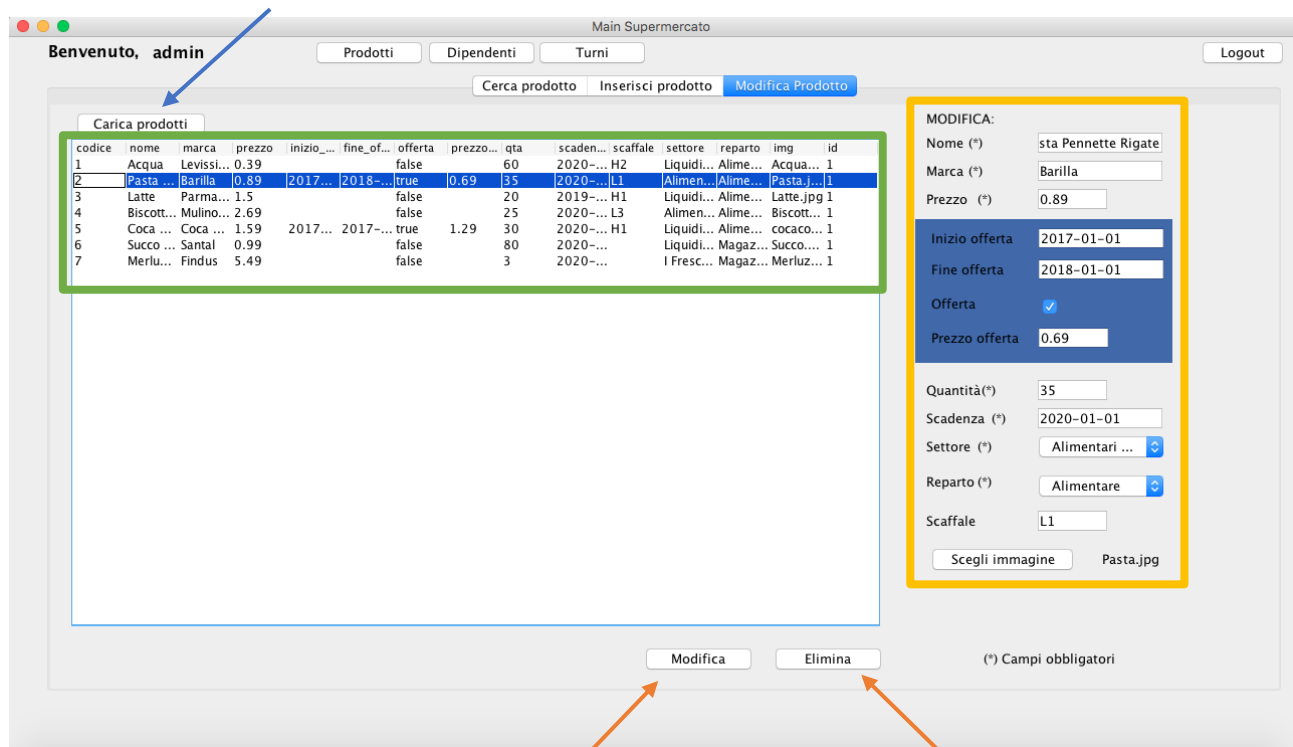 Main Supermercato
Benvenuto, admin Prodotti Dipendenti Turni Logout
Cerca prodotto Inserisci prodotto Modifica Prodotto
Carica prodotti
codice nome marca prezzo inizio_... fine_of... offerta prezzo... qta scaden... scaffale settore reparto img id
1 Acqua Levissi... 0.39 false 60 2020-... H2 Liquidi... Alime... Acqua... 1
2 Pasta ... Barilla 0.89 2017... 2018-... true 0.69 35 2020-... L1 Alimen... Alime... Pasta.j... 1
3 Latte Parma... 1.5 false 20 2019-... H1 Liquidi... Alime... Latte.jpg 1
4 Biscott... Mulino... 2.69 false 25 2020-... L3 Alimen... Alime... Biscott... 1
5 Coca ... Coca ... 1.59 2017... 2017-... true 1.29 30 2020-... H1 Liquidi... Alime... cocaco... 1
6 Succo ... Santal 0.99 false 80 2020-... Liquidi... Magaz... Succo.... 1
7 Merlu... Findus 5.49 false 3 2020-... I Fresc... Magaz... Merluz... 1
MODIFICA:
Nome (*) sta Pennette Rigate
Marca (*) Barilla
Prezzo (*) 0.89
Inizio offerta 2017-01-01
Fine offerta 2018-01-01
Offerta
Prezzo offerta 0.69
Quantità(*) 35
Scadenza (*) 2020-01-01
Settore (*) Alimentari ...
Reparto (*) Alimentare
Scaffale L1
Scegli immagine Pasta.jpg
Modifica Elimina (*) Campi obbligatori